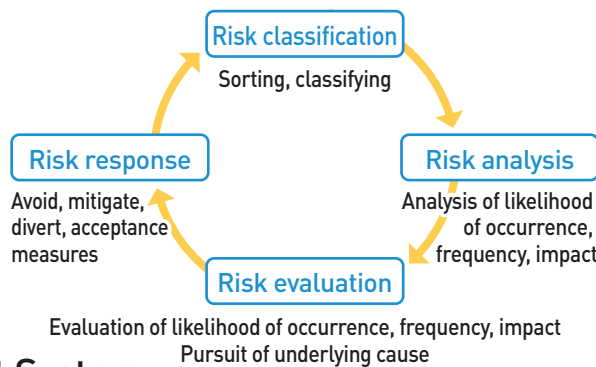 Risk classification
Sorting, classifying
Risk response
Avoid, mitigate,
divert, acceptance
measures
Risk analysis
Analysis of likelihood
of occurrence,
frequency, impact
Risk evaluation
Evaluation of likelihood of occurrence, frequency, impact
Pursuit of underlying cause